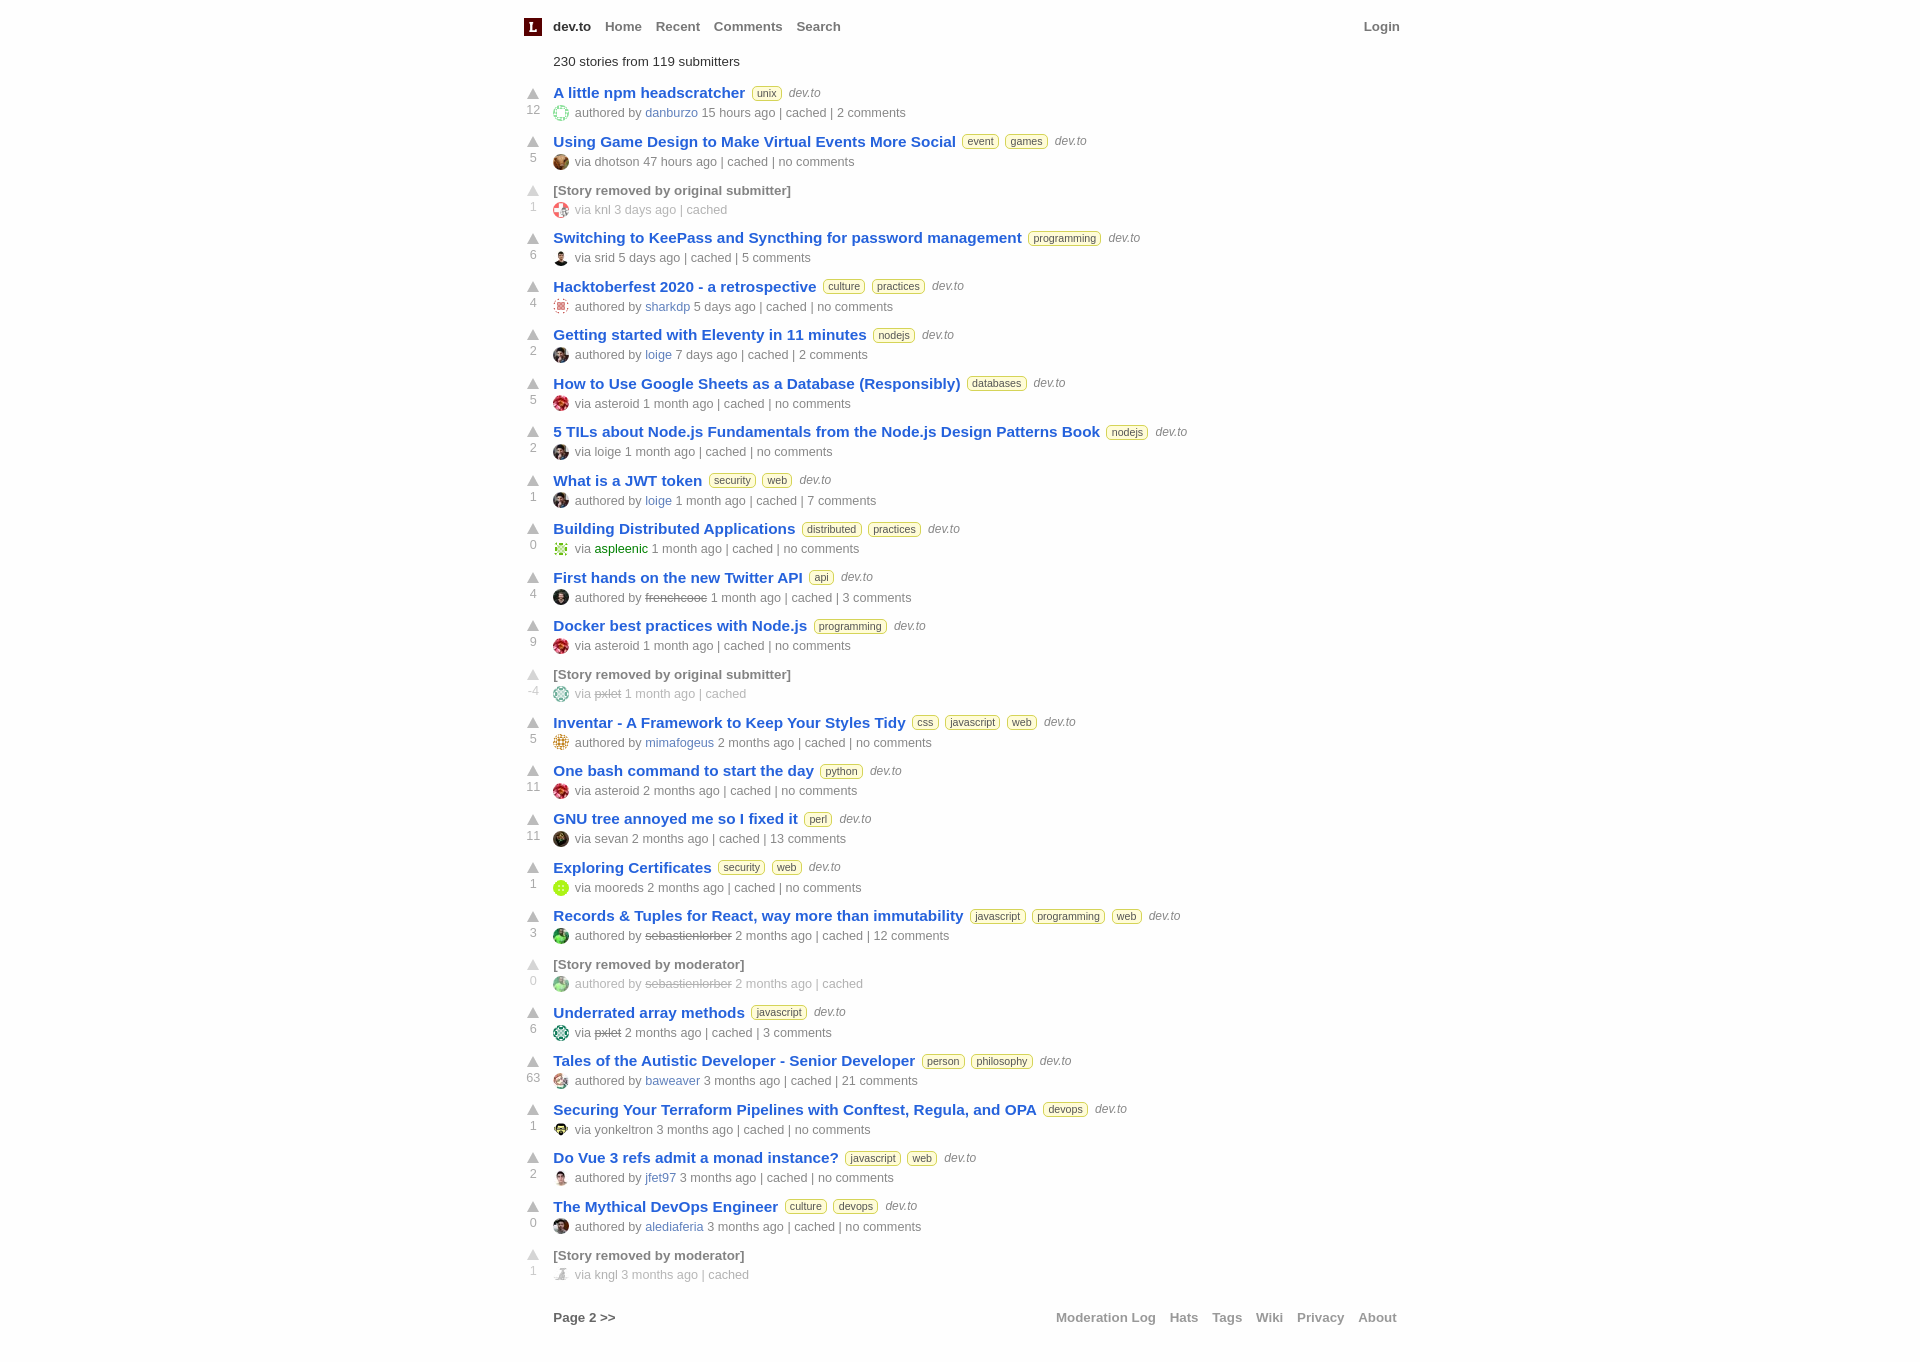 L dev.to Home Recent Comments Search Login
230 stories from 119 submitters
A little npm headscratcher unix dev.to
12
authored by danburzo 15 hours ago | cached | 2 comments
Using Game Design to Make Virtual Events More Social event games dev.to
5
via dhotson 47 hours ago | cached | no comments
[Story removed by original submitter]
1
via knl 3 days ago | cached
Switching to KeePass and Syncthing for password management programming dev.to
6
via srid 5 days ago | cached | 5 comments
Hacktoberfest 2020 - a retrospective culture practices dev.to
4
authored by sharkdp 5 days ago | cached | no comments
Getting started with Eleventy in 11 minutes nodejs dev.to
2
authored by loige 7 days ago | cached | 2 comments
How to Use Google Sheets as a Database (Responsibly) databases dev.to
5
via asteroid 1 month ago | cached | no comments
5 TILs about Node.js Fundamentals from the Node.js Design Patterns Book nodejs dev.to
2
via loige 1 month ago | cached | no comments
What is a JWT token security web dev.to
1
authored by loige 1 month ago | cached | 7 comments
Building Distributed Applications distributed practices dev.to
0
via aspleenic 1 month ago | cached | no comments
First hands on the new Twitter API api dev.to
4
authored by frenchcooc 1 month ago | cached | 3 comments
Docker best practices with Node.js programming dev.to
9
via asteroid 1 month ago | cached | no comments
[Story removed by original submitter]
-4
via pxlet 1 month ago | cached
Inventar - A Framework to Keep Your Styles Tidy css javascript web dev.to
5
authored by mimafogeus 2 months ago | cached | no comments
One bash command to start the day python dev.to
11
via asteroid 2 months ago | cached | no comments
GNU tree annoyed me so I fixed it perl dev.to
11
via sevan 2 months ago | cached | 13 comments
Exploring Certificates security web dev.to
1
via mooreds 2 months ago | cached | no comments
Records & Tuples for React, way more than immutability javascript programming web dev.to
3
authored by sebastienlorber 2 months ago | cached | 12 comments
[Story removed by moderator]
0
authored by sebastienlorber 2 months ago | cached
Underrated array methods javascript dev.to
6
via pxlet 2 months ago | cached | 3 comments
Tales of the Autistic Developer - Senior Developer person philosophy dev.to
63
authored by baweaver 3 months ago | cached | 21 comments
Securing Your Terraform Pipelines with Conftest, Regula, and OPA devops dev.to
1
via yonkeltron 3 months ago | cached | no comments
Do Vue 3 refs admit a monad instance? javascript web dev.to
2
authored by jfet97 3 months ago | cached | no comments
The Mythical DevOps Engineer culture devops dev.to
0
authored by alediaferia 3 months ago | cached | no comments
[Story removed by moderator]
1
via kngl 3 months ago | cached
Page 2 >> Moderation Log Hats Tags Wiki Privacy About